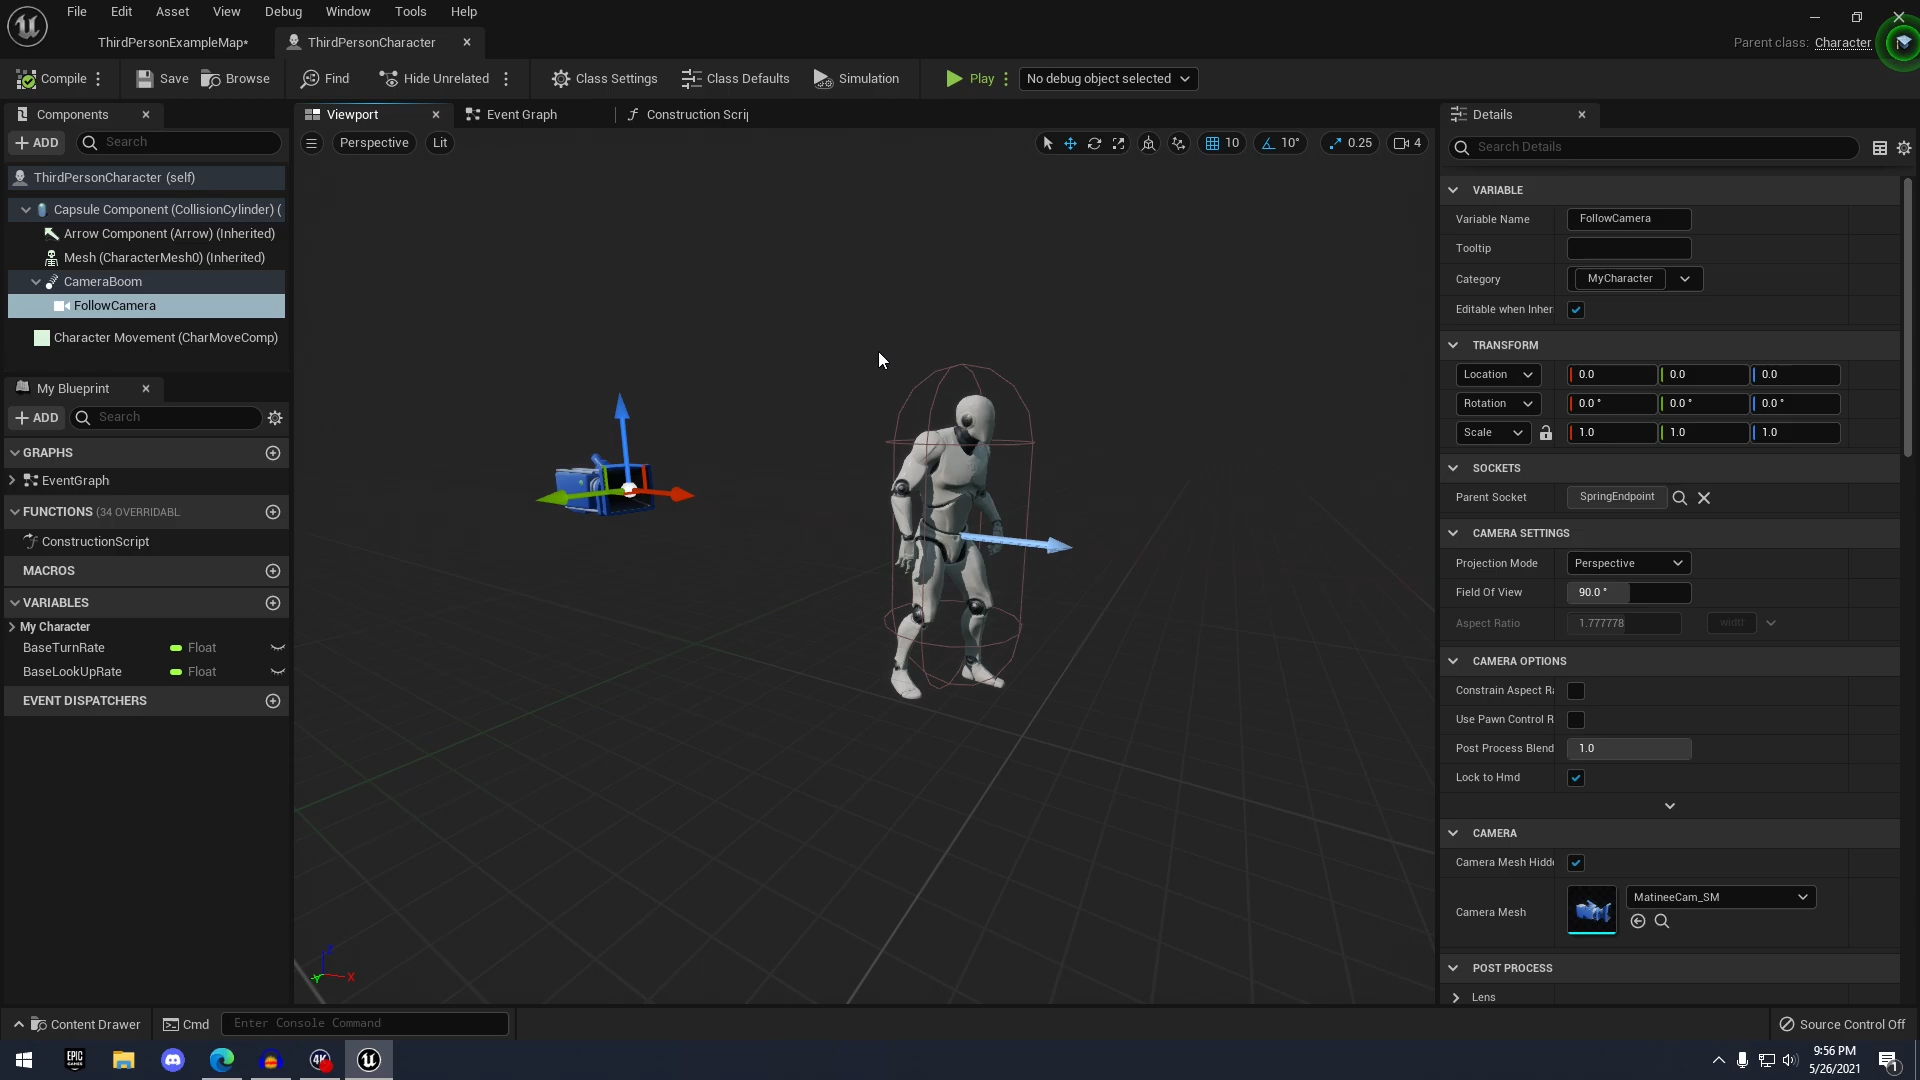 File Edit Asset View Debug Window Tools Help
ThirdPersonExampleMap* ThirdPersonCharacter
Parent class: Character
Compile Save Browse Find Hide Unrelated Class Settings Class Defaults Simulation Play No debug object selected
Components
ADD Search
ThirdPersonCharacter (self)
Capsule Component (CollisionCylinder) (
Arrow Component (Arrow) (Inherited)
Mesh (CharacterMesh0) (Inherited)
CameraBoom
FollowCamera
Character Movement (CharMoveComp)
My Blueprint
ADD Search
GRAPHS
EventGraph
FUNCTIONS (34 OVERRIDABL
ConstructionScript
MACROS
VARIABLES
My Character
BaseTurnRate Float
BaseLookUpRate Float
EVENT DISPATCHERS
Viewport Event Graph Construction Scrip
Perspective Lit 10 10° 0.25 4
X
Details
Search Details
VARIABLE
Variable Name FollowCamera
Tooltip
Category MyCharacter
Editable when Inher
TRANSFORM
Location 0.0 0.0 0.0
Rotation 0.0 ° 0.0 ° 0.0 °
Scale 1.0 1.0 1.0
SOCKETS
Parent Socket SpringEndpoint
CAMERA SETTINGS
Projection Mode Perspective
Field Of View 90.0 °
Aspect Ratio 1.777778 width
CAMERA OPTIONS
Constrain Aspect Ra
Use Pawn Control R
Post Process Blend 1.0
Lock to Hmd
CAMERA
Camera Mesh Hidde
Camera Mesh MatineeCam_SM
POST PROCESS
Lens
Content Drawer Cmd Enter Console Command Source Control Off
EPIC GAMES 4K
9:56 PM
5/26/2021
1